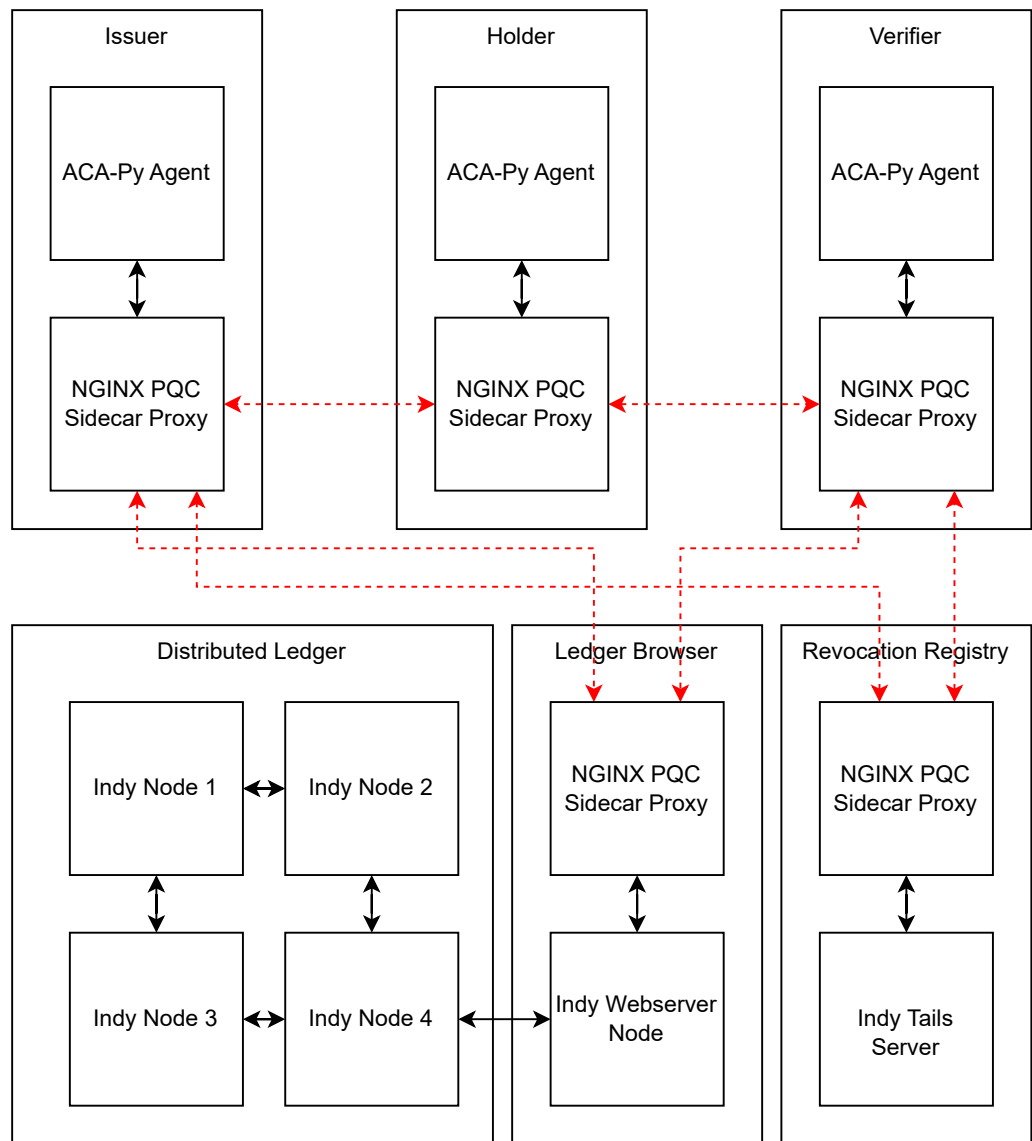 Issuer
Holder
Verifier
ACA-Py Agent
ACA-Py Agent
ACA-Py Agent
NGINX PQC
Sidecar Proxy
NGINX PQC
Sidecar Proxy
NGINX PQC
Sidecar Proxy
Distributed Ledger
Ledger Browser
Revocation Registry
Indy Node 1
Indy Node 2
NGINX PQC
Sidecar Proxy
NGINX PQC
Sidecar Proxy
Indy Node 3
Indy Node 4
Indy Webserver
Node
Indy Tails
Server